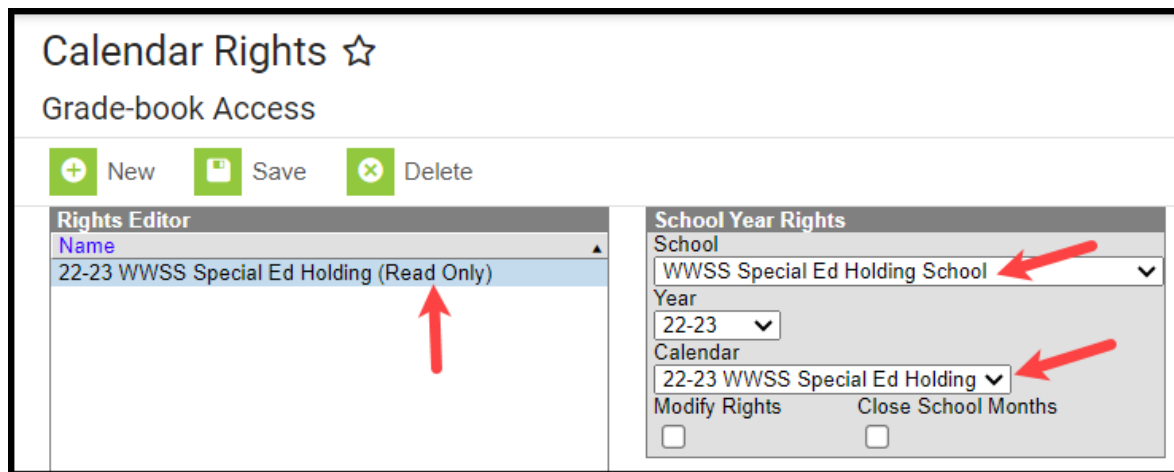 Calendar Rights
Grade-book Access
New Save Delete
Rights Editor
Name
22-23 WWSS Special Ed Holding (Read Only)
School Year Rights
School
WWSS Special Ed Holding School
Year
22-23
Calendar
22-23 WWSS Special Ed Holding
Modify Rights Close School Months